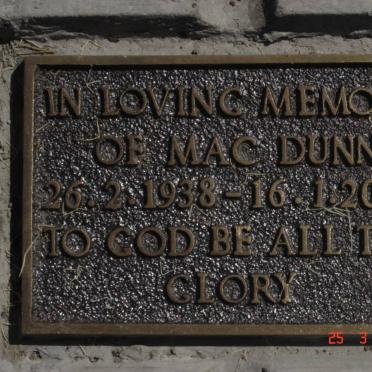 IN LOVING MEMO
OF MAC DUNN
26.2.1938-16.1.20
TO GOD BE ALL T
GLORY
25 3